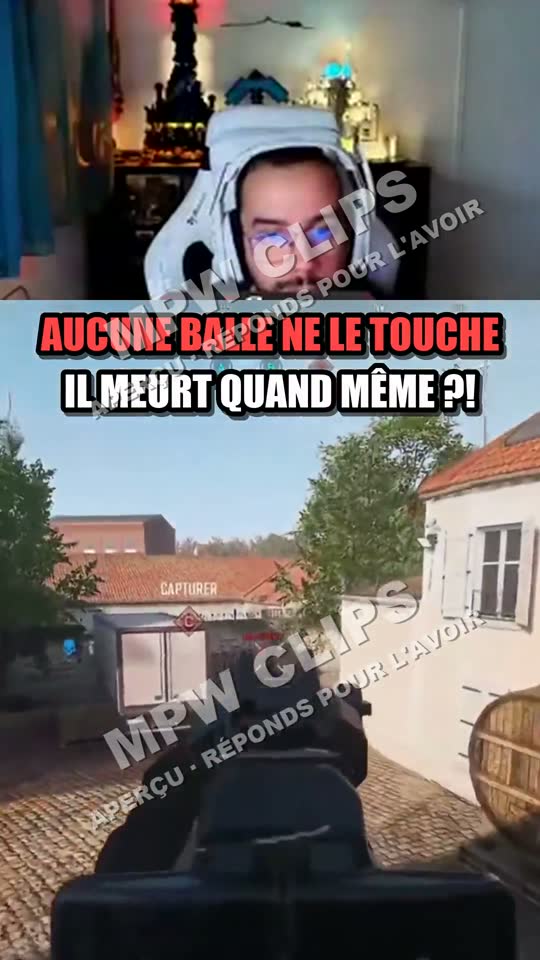 MPW CLIPS
APERÇU - RÉPONDS POUR L'AVOIR
AUCUNE BALLE NE LE TOUCHE
IL MEURT QUAND MÊME ?!
CAPTURER
C
MPW CLIPS
APERÇU - RÉPONDS POUR L'AVOIR